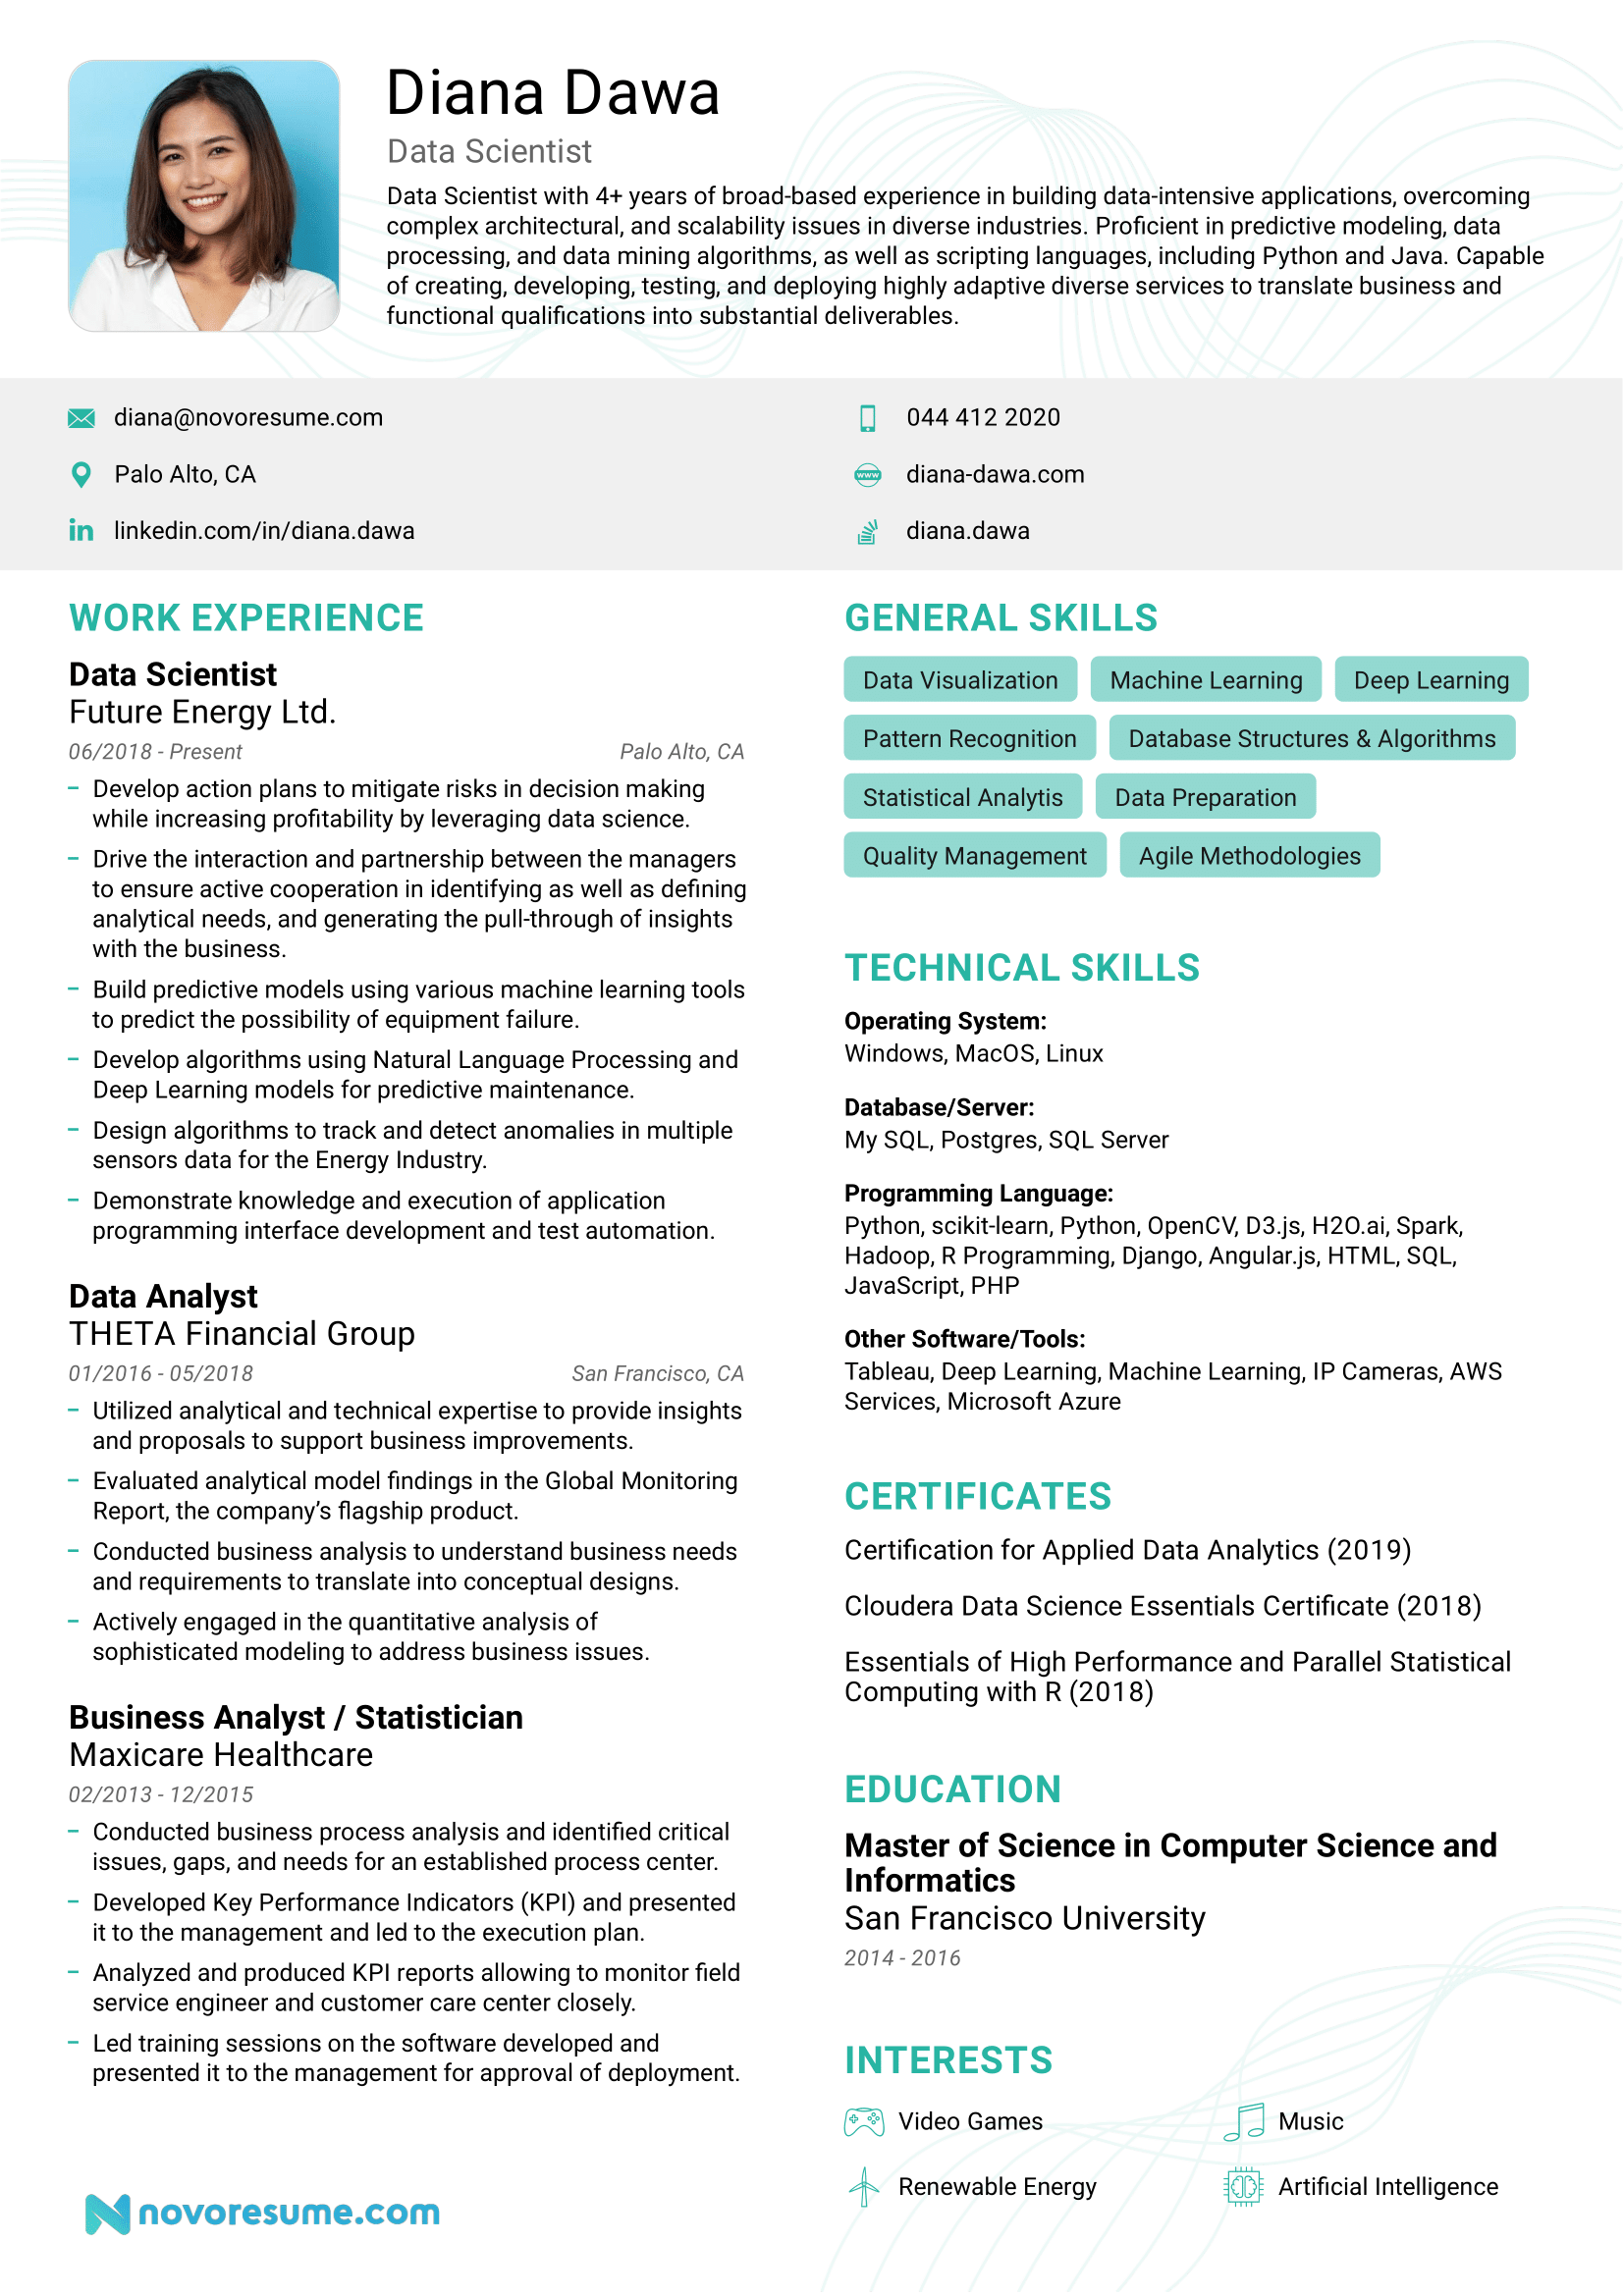 Diana Dawa
Data Scientist
Data Scientist with 4+ years of broad-based experience in building data-intensive applications, overcoming
complex architectural, and scalability issues in diverse industries. Proficient in predictive modeling, data
processing, and data mining algorithms, as well as scripting languages, including Python and Java. Capable
of creating, developing, testing, and deploying highly adaptive diverse services to translate business and
functional qualifications into substantial deliverables.
diana@novoresume.com
044 412 2020
Palo Alto, CA
www
diana-dawa.com
in
linkedin.com/in/diana.dawa
diana.dawa
WORK EXPERIENCE
Data Scientist
Future Energy Ltd.
06/2018 - Present
Palo Alto, CA
– Develop action plans to mitigate risks in decision making
while increasing profitability by leveraging data science.
– Drive the interaction and partnership between the managers
to ensure active cooperation in identifying as well as defining
analytical needs, and generating the pull-through of insights
with the business.
– Build predictive models using various machine learning tools
to predict the possibility of equipment failure.
– Develop algorithms using Natural Language Processing and
Deep Learning models for predictive maintenance.
– Design algorithms to track and detect anomalies in multiple
sensors data for the Energy Industry.
– Demonstrate knowledge and execution of application
programming interface development and test automation.
Data Analyst
THETA Financial Group
01/2016 - 05/2018
San Francisco, CA
– Utilized analytical and technical expertise to provide insights
and proposals to support business improvements.
– Evaluated analytical model findings in the Global Monitoring
Report, the company’s flagship product.
– Conducted business analysis to understand business needs
and requirements to translate into conceptual designs.
– Actively engaged in the quantitative analysis of
sophisticated modeling to address business issues.
Business Analyst / Statistician
Maxicare Healthcare
02/2013 - 12/2015
– Conducted business process analysis and identified critical
issues, gaps, and needs for an established process center.
– Developed Key Performance Indicators (KPI) and presented
it to the management and led to the execution plan.
– Analyzed and produced KPI reports allowing to monitor field
service engineer and customer care center closely.
– Led training sessions on the software developed and
presented it to the management for approval of deployment.
novoresume.com
GENERAL SKILLS
Data Visualization
Machine Learning
Deep Learning
Pattern Recognition
Database Structures & Algorithms
Statistical Analytis
Data Preparation
Quality Management
Agile Methodologies
TECHNICAL SKILLS
Operating System:
Windows, MacOS, Linux
Database/Server:
My SQL, Postgres, SQL Server
Programming Language:
Python, scikit-learn, Python, OpenCV, D3.js, H2O.ai, Spark,
Hadoop, R Programming, Django, Angular.js, HTML, SQL,
JavaScript, PHP
Other Software/Tools:
Tableau, Deep Learning, Machine Learning, IP Cameras, AWS
Services, Microsoft Azure
CERTIFICATES
Certification for Applied Data Analytics (2019)
Cloudera Data Science Essentials Certificate (2018)
Essentials of High Performance and Parallel Statistical
Computing with R (2018)
EDUCATION
Master of Science in Computer Science and
Informatics
San Francisco University
2014 - 2016
INTERESTS
Video Games
Music
Renewable Energy
Artificial Intelligence